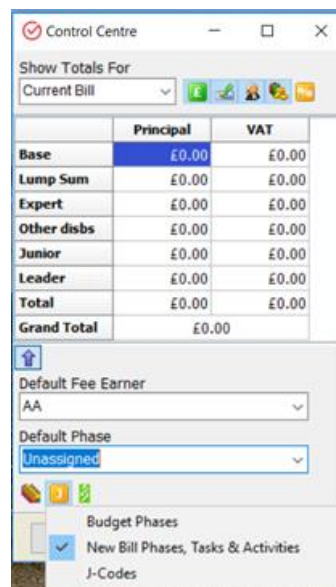 Control Centre
Show Totals For
Current Bill
Principal VAT
Base £0.00 £0.00
Lump Sum £0.00 £0.00
Expert £0.00 £0.00
Other disbs £0.00 £0.00
Junior £0.00 £0.00
Leader £0.00 £0.00
Total £0.00 £0.00
Grand Total £0.00
Default Fee Earner
AA
Default Phase
Unassigned
Budget Phases
New Bill Phases, Tasks & Activities
J-Codes